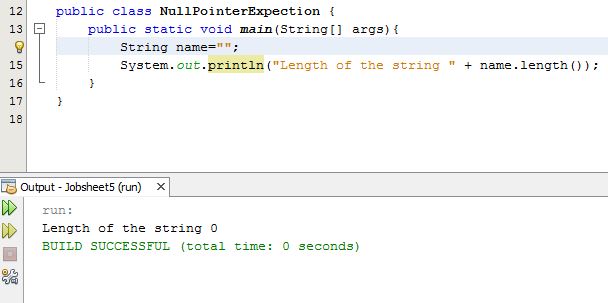 12 public class NullPointerExpection {
13 public static void main(String[] args){
String name="";
15 System.out.println("Length of the string " + name.length());
16 }
17 }
18
Output - Jobsheet5 (run) ×
run:
Length of the string 0
BUILD SUCCESSFUL (total time: 0 seconds)